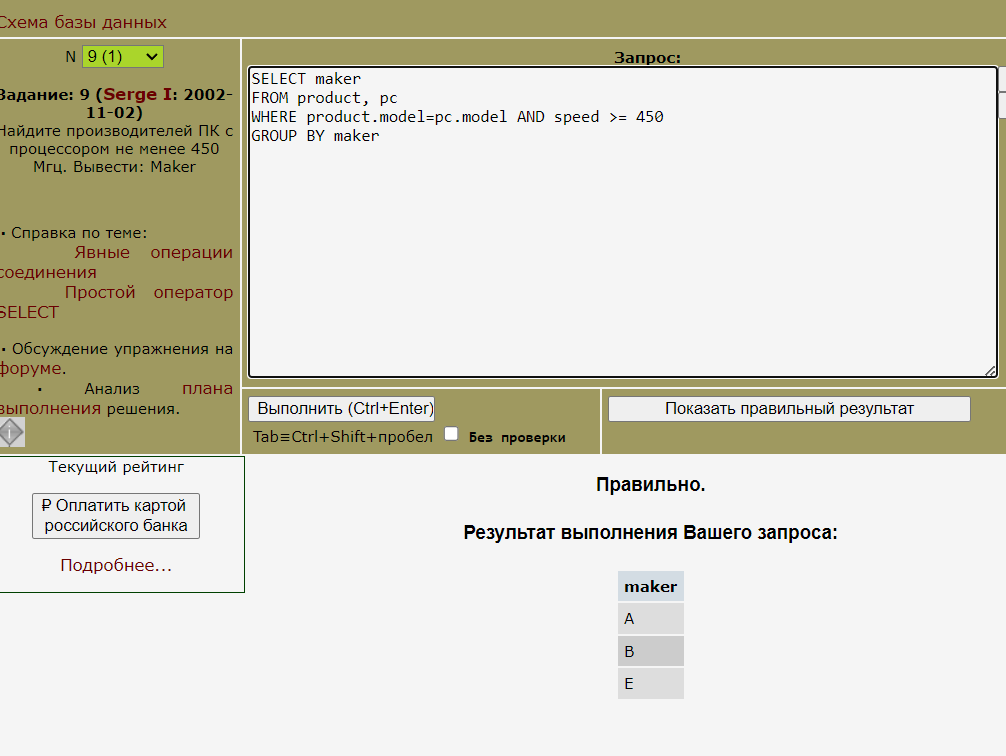 Схема базы данных
N 9 (1)
Задание: 9 (Serge I: 2002-
11-02)
Найдите производителей ПК с
процессором не менее 450
Мгц. Вывести: Maker
· Справка по теме:
Явные операции
соединения
Простой оператор
SELECT
· Обсуждение упражнения на
форуме.
· Анализ плана
выполнения решения.
Запрос:
SELECT maker
FROM product, pc
WHERE product.model=pc.model AND speed >= 450
GROUP BY maker
Выполнить (Ctrl+Enter)
Tab≡Ctrl+Shift+пробел Без проверки
Показать правильный результат
Текущий рейтинг
₽ Оплатить картой
российского банка
Подробнее...
Правильно.
Результат выполнения Вашего запроса:
maker
A
B
E